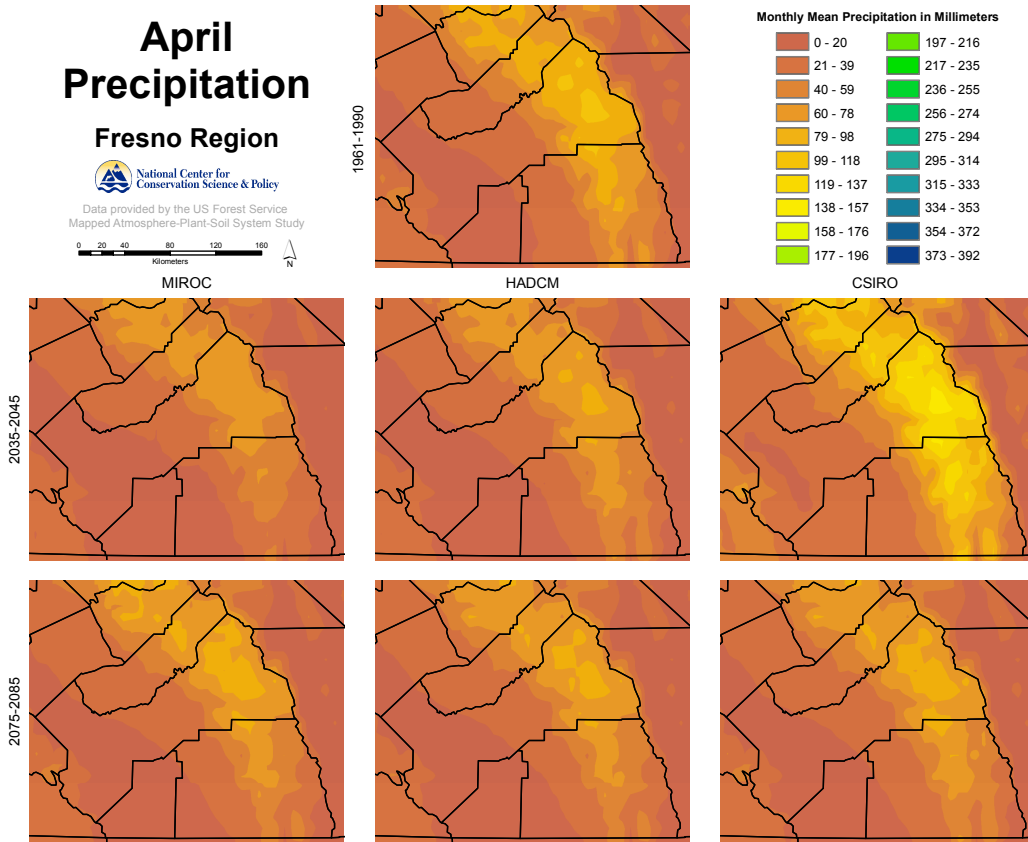 April
Precipitation
Fresno Region
National Center for
Conservation Science & Policy
Data provided by the US Forest Service
Mapped Atmosphere-Plant-Soil System Study
0 20 40 80 120 160
Kilometers
N
1961-1990
Monthly Mean Precipitation in Millimeters
0 - 20
21 - 39
40 - 59
60 - 78
79 - 98
99 - 118
119 - 137
138 - 157
158 - 176
177 - 196
197 - 216
217 - 235
236 - 255
256 - 274
275 - 294
295 - 314
315 - 333
334 - 353
354 - 372
373 - 392
MIROC
HADCM
CSIRO
2035-2045
2075-2085